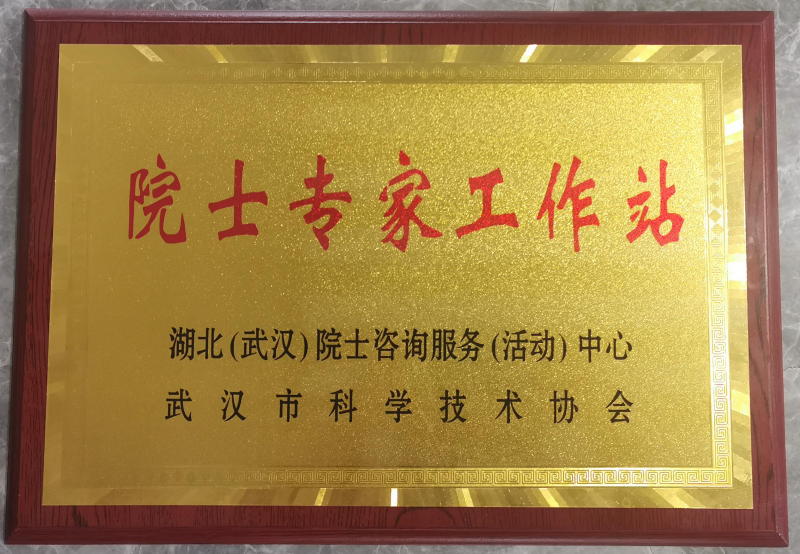 院士专家工作站
湖北(武汉)院士咨询服务(活动)中心
武汉市科学技术协会